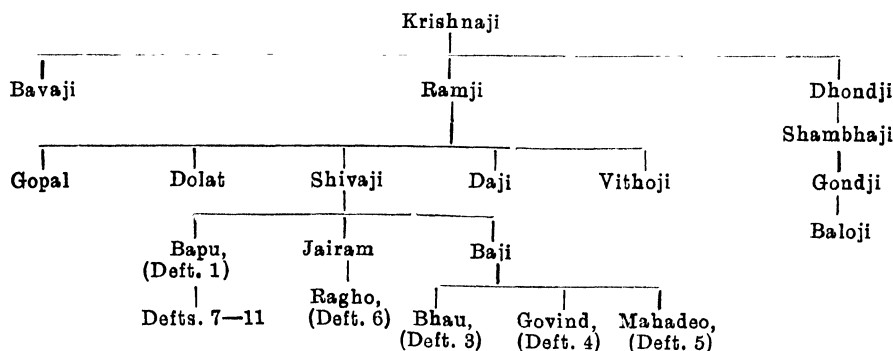 Krishnaji
Bavaji Ramji Dhondji
Shambhaji
Gopal Dolat Shivaji Daji Vithoji Gondji
Baloji
Bapu, Jairam Baji
(Deft. 1)
Defts. 7—11 Ragho, Bhau, Govind, Mahadeo,
(Deft. 6) (Deft. 3) (Deft. 4) (Deft. 5)